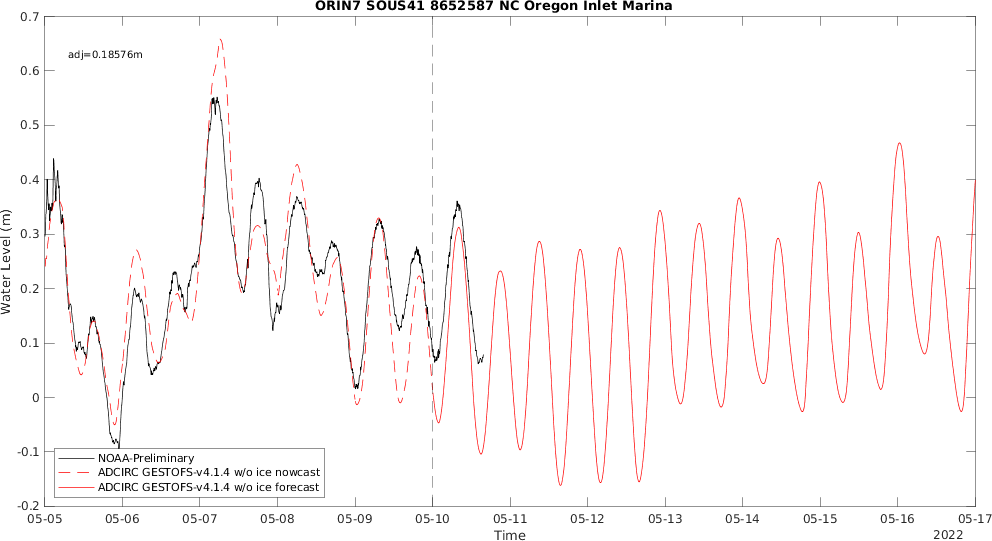 ORIN7 SOUS41 8652587 NC Oregon Inlet Marina
0.7
0.6
0.5
0.4
0.3
0.2
0.1
0
-0.1
-0.2
Water Level (m)
adj=0.18576m
NOAA-Preliminary
ADCIRC GESTOFS-v4.1.4 w/o ice nowcast
ADCIRC GESTOFS-v4.1.4 w/o ice forecast
05-05 05-06 05-07 05-08 05-09 05-10 05-11 05-12 05-13 05-14 05-15 05-16 05-17
Time
2022